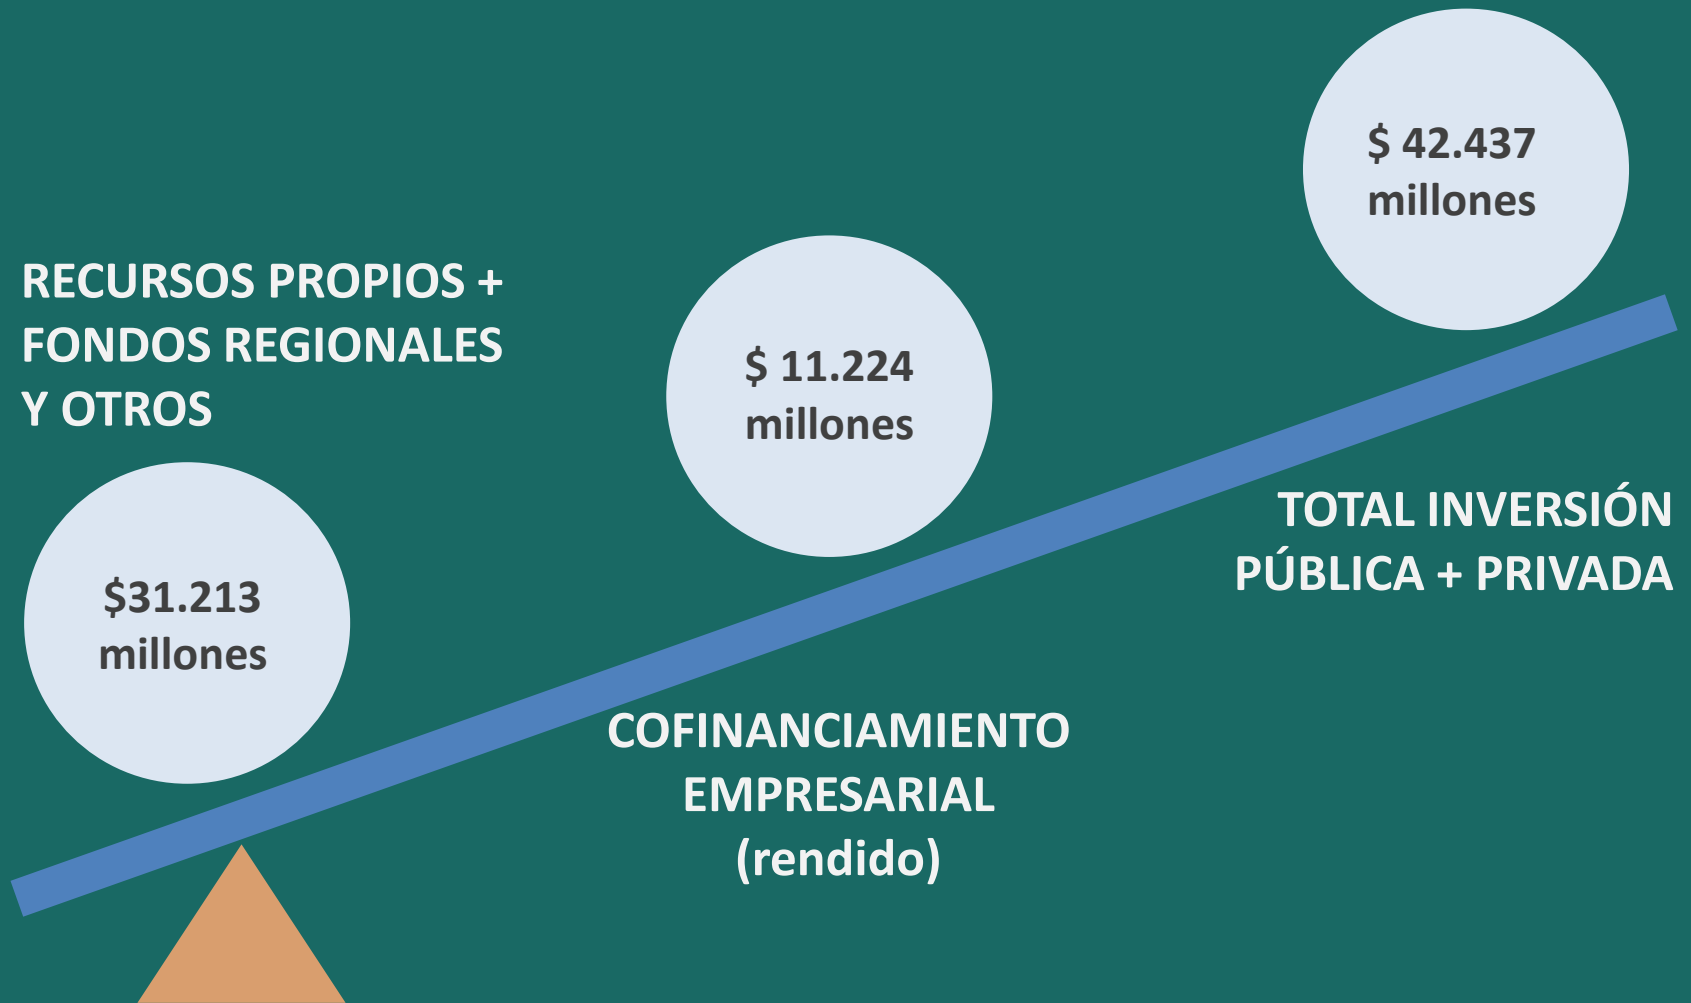 RECURSOS PROPIOS +
FONDOS REGIONALES
Y OTROS
$31.213
millones
$ 11.224
millones
COFINANCIAMIENTO
EMPRESARIAL
(rendido)
$ 42.437
millones
TOTAL INVERSIÓN
PÚBLICA + PRIVADA